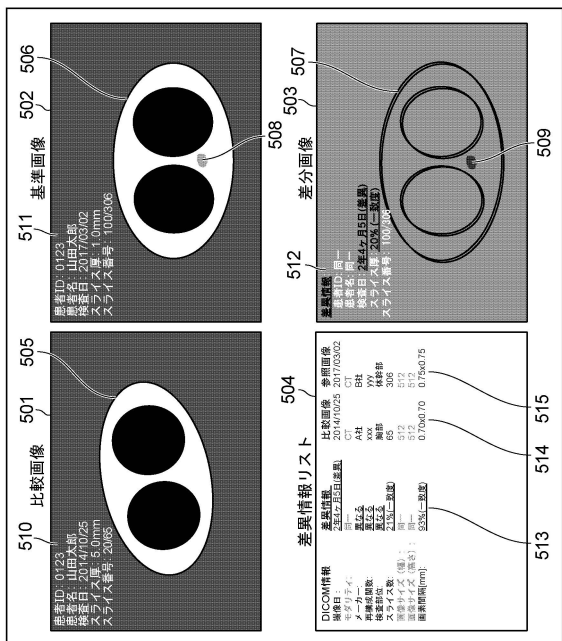 510
比較画像
501
505
患者ID: 0123
患者名: 山田太郎
検査日: 2014/10/25
スライス厚: 5.0mm
スライス番号: 20/65
511
基準画像
502
506
患者ID: 0123
患者名: 山田太郎
検査日: 2017/03/02
スライス厚: 1.0mm
スライス番号: 100/306
508
差異情報リスト
504
DICOM情報 差異情報 比較画像 参照画像
撮像日: 2年4ヶ月5日(差異) 2014/10/25 2017/03/02
モダリティ: 同一 CT CT
メーカー: 異なる A社 B社
再構成関数: 異なる xxx yyy
検査部位: 異なる 胸部 体幹部
スライス数: 21%(一致度) 65 306
画像サイズ(幅): 同一 512 512
画像サイズ(高さ): 同一 512 512
画素間隔[mm]: 93%(一致度) 0.70x0.70 0.75x0.75
513
514
515
512
差分画像
503
507
差異情報
患者ID: 同一
患者名: 同一
検査日: 2年4ヶ月5日(差異)
スライス厚: 20% (一致度)
スライス番号: 100/306
509